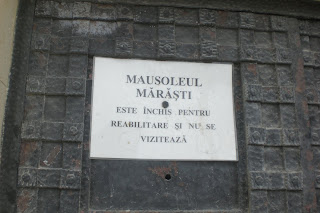 MAUSOLEUL
MĂRĂȘTI
ESTE ÎNCHIS PENTRU
REABILITARE ȘI NU SE
VIZITEAZĂ